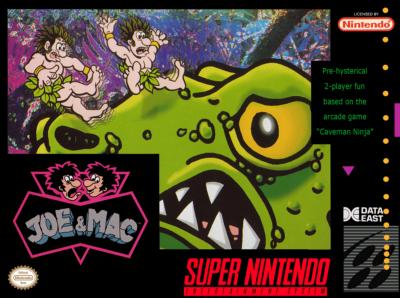 LICENSED BY
Nintendo
Pre-hysterical
2-player fun
based on the
arcade game
"Caveman Ninja"
JOE & MAC
DATA
EAST
SUPER NINTENDO
ENTERTAINMENT SYSTEM